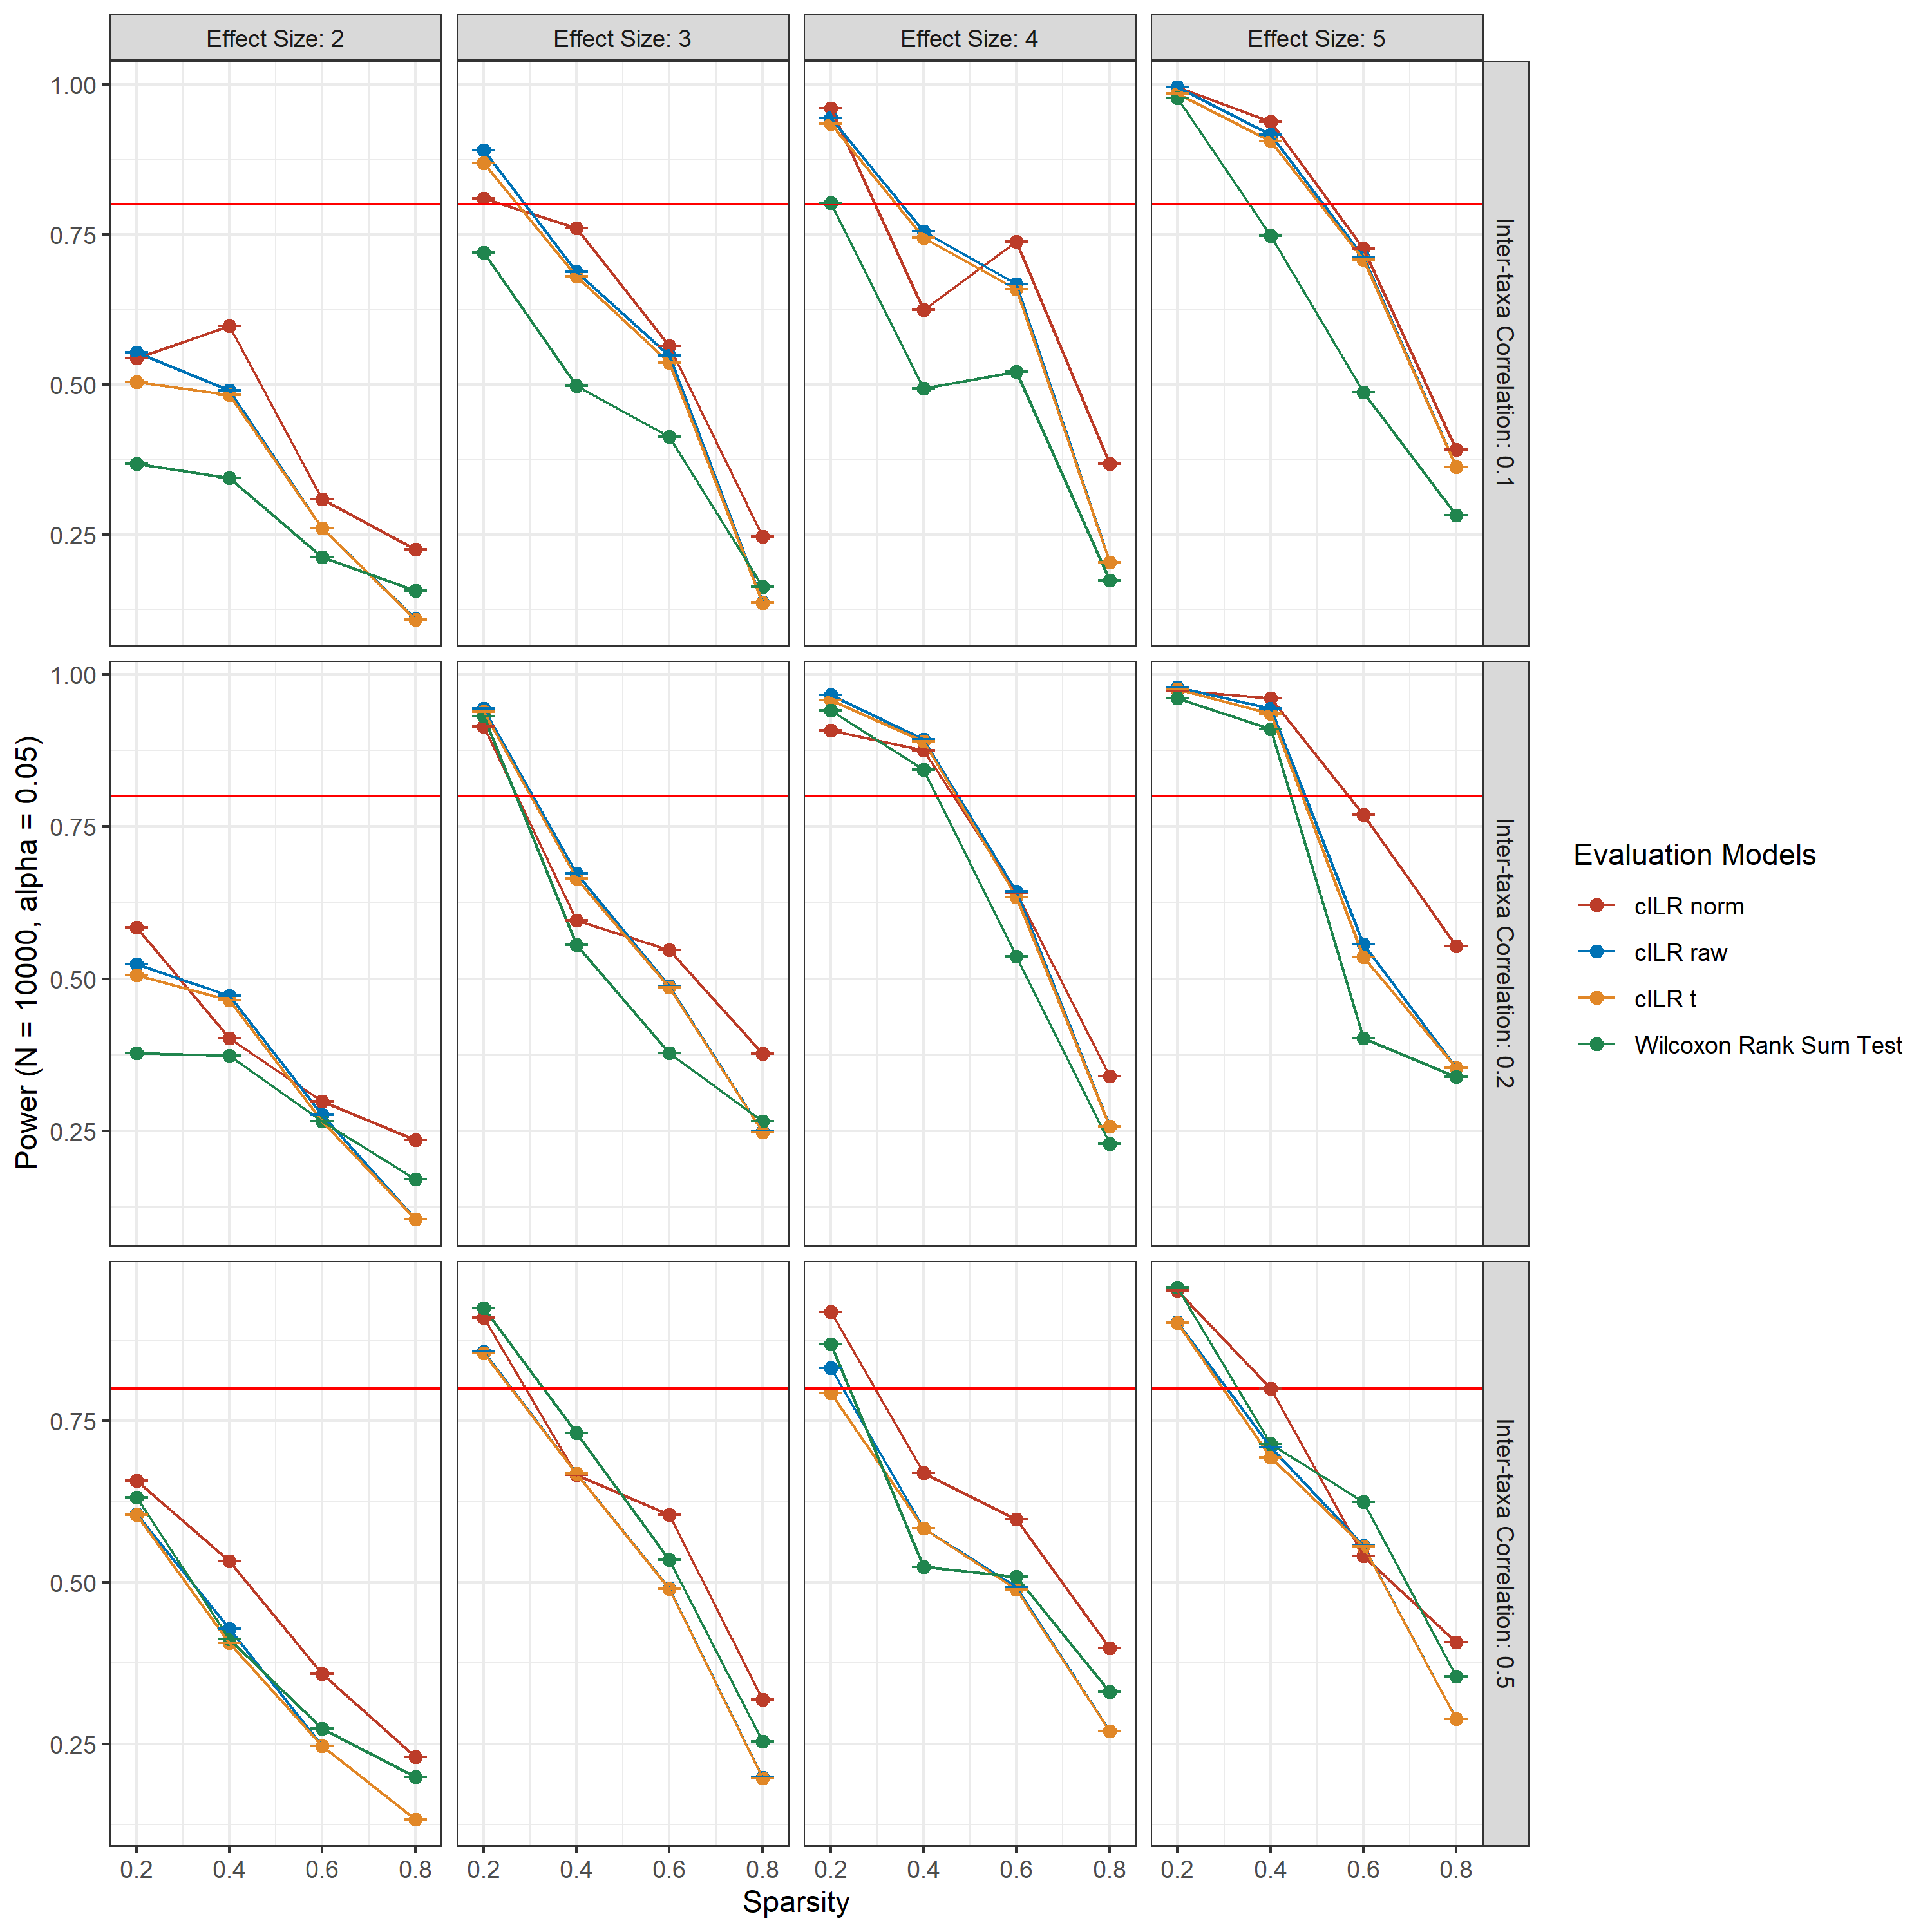 Effect Size: 2
Effect Size: 3
Effect Size: 4
Effect Size: 5
1.00
0.75
0.50
0.25
Inter-taxa Correlation: 0.1
1.00
0.75
0.50
0.25
Inter-taxa Correlation: 0.2
0.75
0.50
0.25
Inter-taxa Correlation: 0.5
Power (N = 10000, alpha = 0.05)
0.2 0.4 0.6 0.8
0.2 0.4 0.6 0.8
0.2 0.4 0.6 0.8
0.2 0.4 0.6 0.8
Sparsity
Evaluation Models
cILR norm
cILR raw
cILR t
Wilcoxon Rank Sum Test